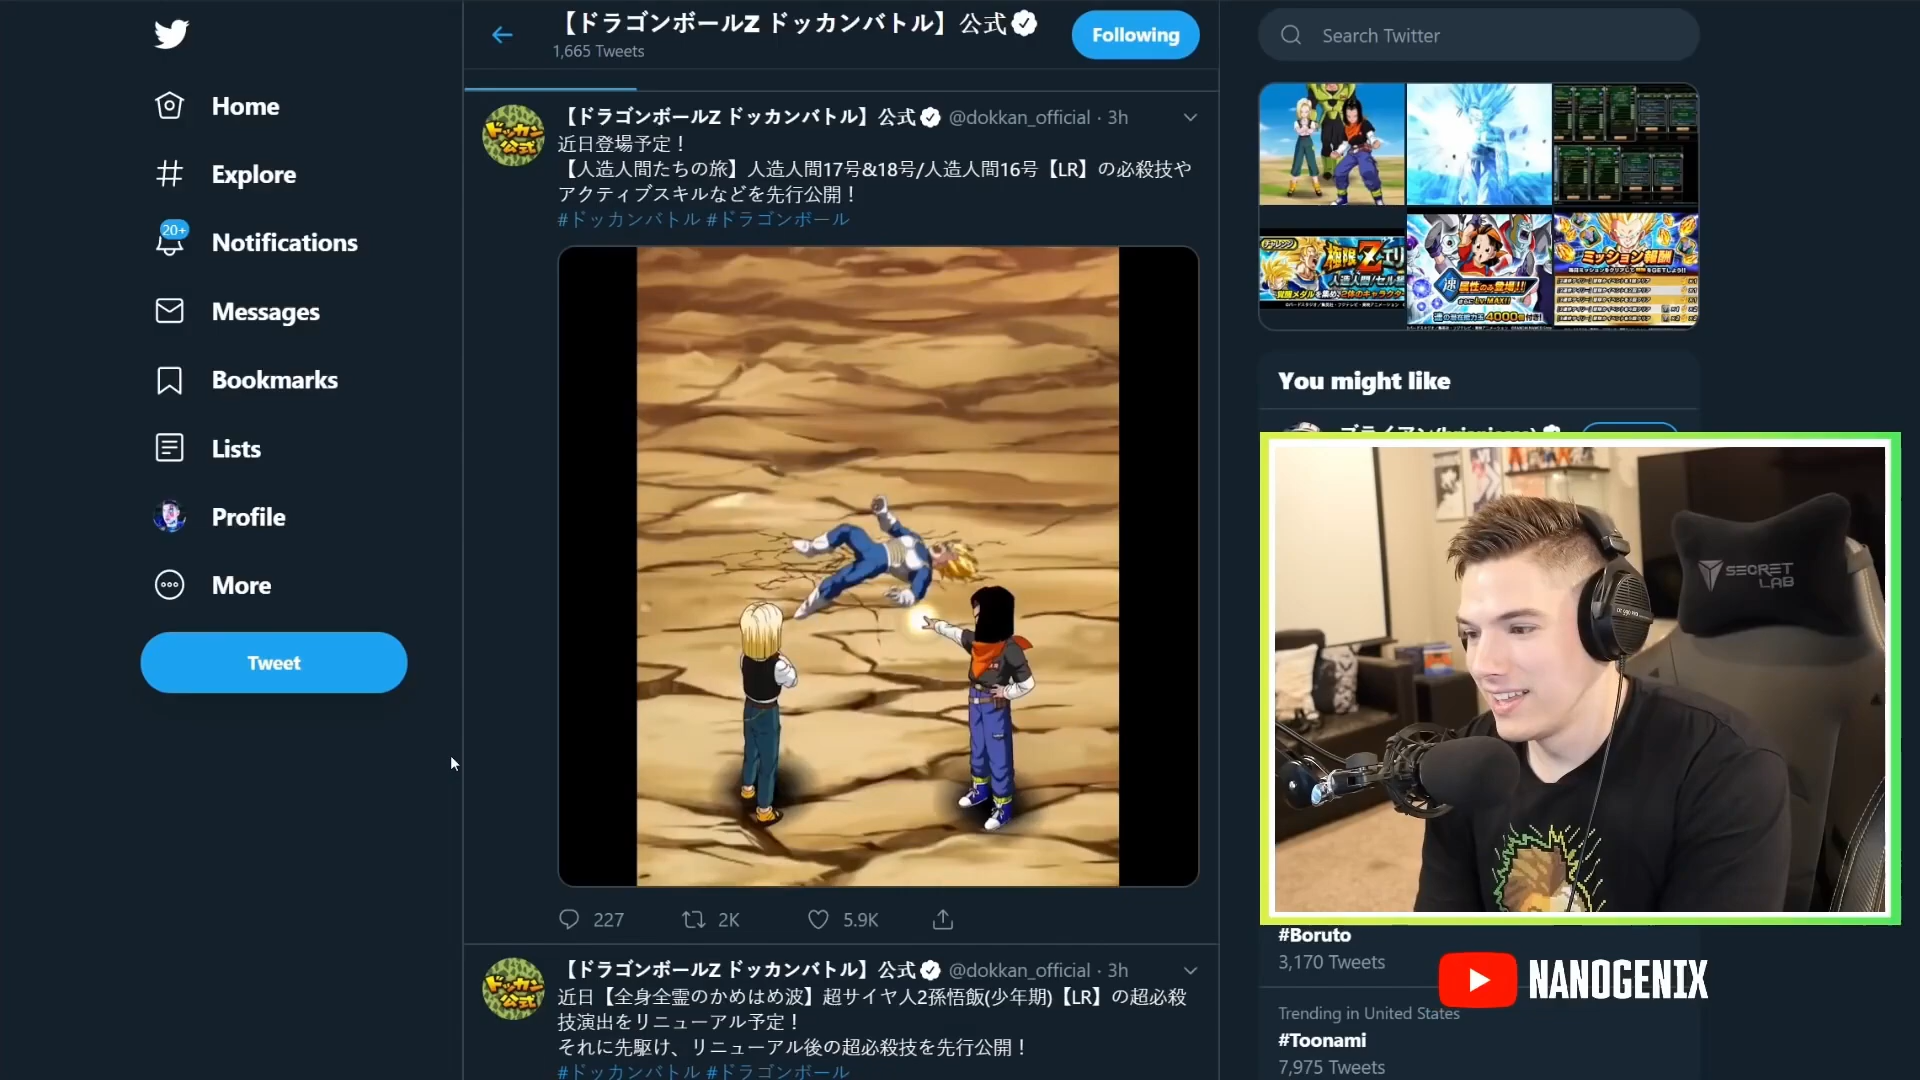 Home
Explore
20+
Notifications
Messages
Bookmarks
Lists
Profile
More
Tweet
【ドラゴンボールZ ドッカンバトル】公式
1,665 Tweets
Following
【ドラゴンボールZ ドッカンバトル】公式 @dokkan_official · 3h
近日登場予定！
【人造人間たちの旅】人造人間17号&18号/人造人間16号【LR】の必殺技や
アクティブスキルなどを先行公開！
#ドッカンバトル #ドラゴンボール
227 2K 5.9K
【ドラゴンボールZ ドッカンバトル】公式 @dokkan_official · 3h
近日【全身全霊のかめはめ波】超サイヤ人2孫悟飯(少年期)【LR】の超必殺
技演出をリニューアル予定！
それに先駆け、リニューアル後の超必殺技を先行公開！
#ドッカンバトル #ドラゴンボール
Search Twitter
ミッション報酬
You might like
SECRET
LAB
#Boruto
3,170 Tweets
NANOGENIX
Trending in United States
#Toonami
7,975 Tweets